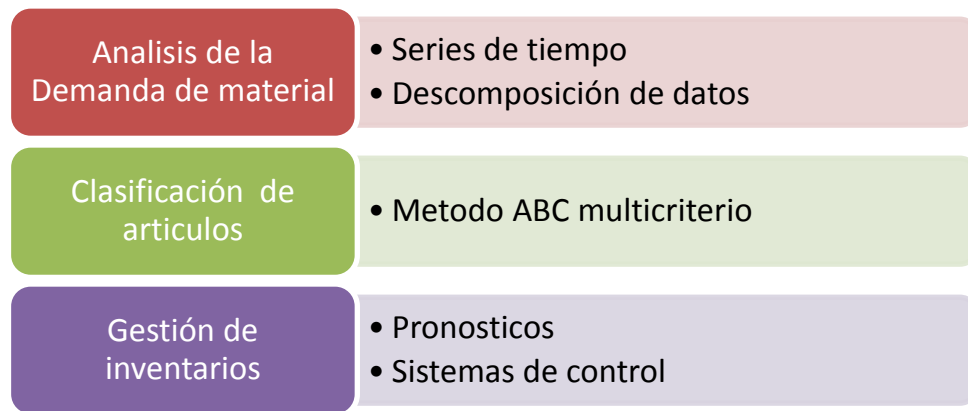 Analisis de la
Demanda de material
• Series de tiempo
• Descomposición de datos
Clasificación de
articulos
• Metodo ABC multicriterio
Gestión de
inventarios
• Pronosticos
• Sistemas de control